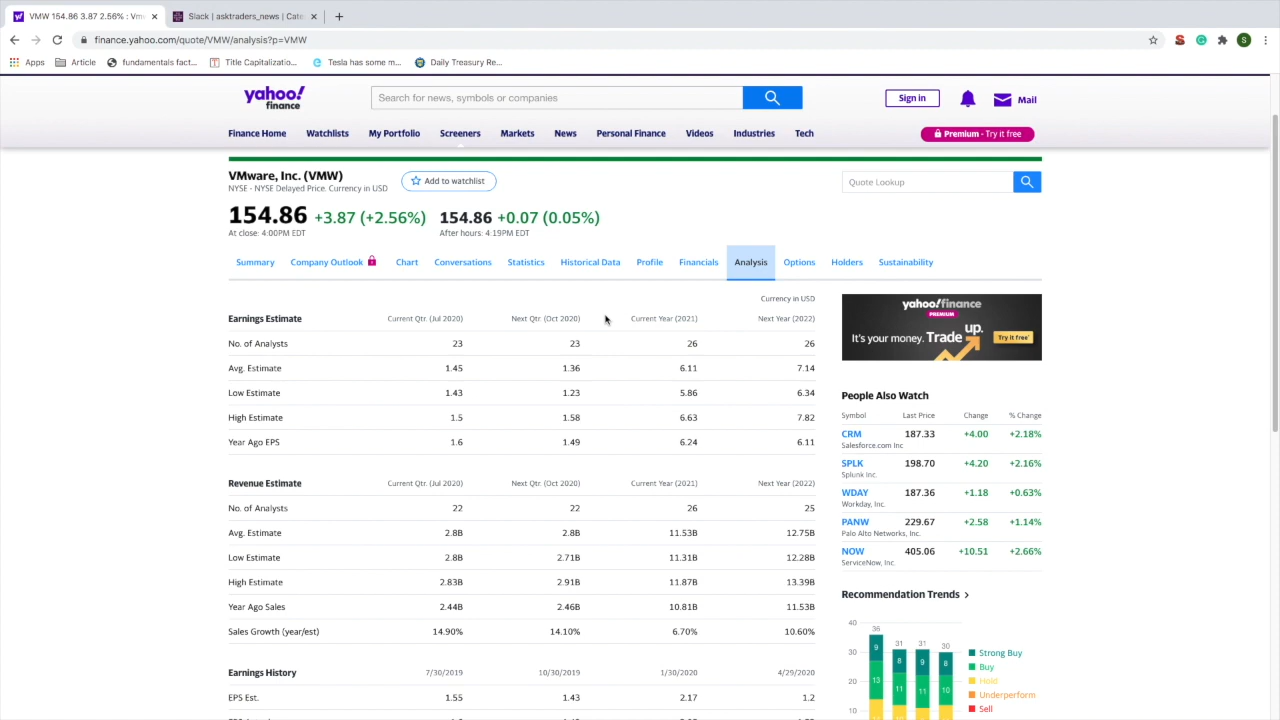 VMW 154.86 3.87 2.56% : Vmw
Slack | asktraders_news | Cate
finance.yahoo.com/quote/VMW/analysis?p=VMW
S
S
Apps Article fundamentals fact... Title Capitalizatio... Tesla has some m... Daily Treasury Re...
yahoo!
finance
Search for news, symbols or companies
Sign in
Mail
Finance Home Watchlists My Portfolio Screeners Markets News Personal Finance Videos Industries Tech
Premium - Try it free
VMware, Inc. (VMW)
NYSE - NYSE Delayed Price. Currency in USD
Add to watchlist
Quote Lookup
154.86 +3.87 (+2.56%) 154.86 +0.07 (0.05%)
At close: 4:00PM EDT After hours: 4:19PM EDT
Summary Company Outlook Chart Conversations Statistics Historical Data Profile Financials Analysis Options Holders Sustainability
Currency in USD
Earnings Estimate Current Qtr. (Jul 2020) Next Qtr. (Oct 2020) Current Year (2021) Next Year (2022)
No. of Analysts 23 23 26 26
Avg. Estimate 1.45 1.36 6.11 7.14
Low Estimate 1.43 1.23 5.86 6.34
High Estimate 1.5 1.58 6.63 7.82
Year Ago EPS 1.6 1.49 6.24 6.11
Revenue Estimate Current Qtr. (Jul 2020) Next Qtr. (Oct 2020) Current Year (2021) Next Year (2022)
No. of Analysts 22 22 26 25
Avg. Estimate 2.8B 2.8B 11.53B 12.75B
Low Estimate 2.8B 2.71B 11.31B 12.28B
High Estimate 2.83B 2.91B 11.87B 13.39B
Year Ago Sales 2.44B 2.46B 10.81B 11.53B
Sales Growth (year/est) 14.90% 14.10% 6.70% 10.60%
Earnings History 7/30/2019 10/30/2019 1/30/2020 4/29/2020
EPS Est. 1.55 1.43 2.17 1.2
yahoo!finance
PREMIUM
It's your money. Trade up.
Try it free*
People Also Watch
Symbol Last Price Change % Change
CRM 187.33 +4.00 +2.18%
Salesforce.com Inc
SPLK 198.70 +4.20 +2.16%
Splunk Inc.
WDAY 187.36 +1.18 +0.63%
Workday, Inc.
PANW 229.67 +2.58 +1.14%
Palo Alto Networks, Inc.
NOW 405.06 +10.51 +2.66%
ServiceNow, Inc.
Recommendation Trends >
40
30
20
10
36 31 31 30
9 8 9 8
13 11 11 10
Strong Buy
Buy
Hold
Underperform
Sell